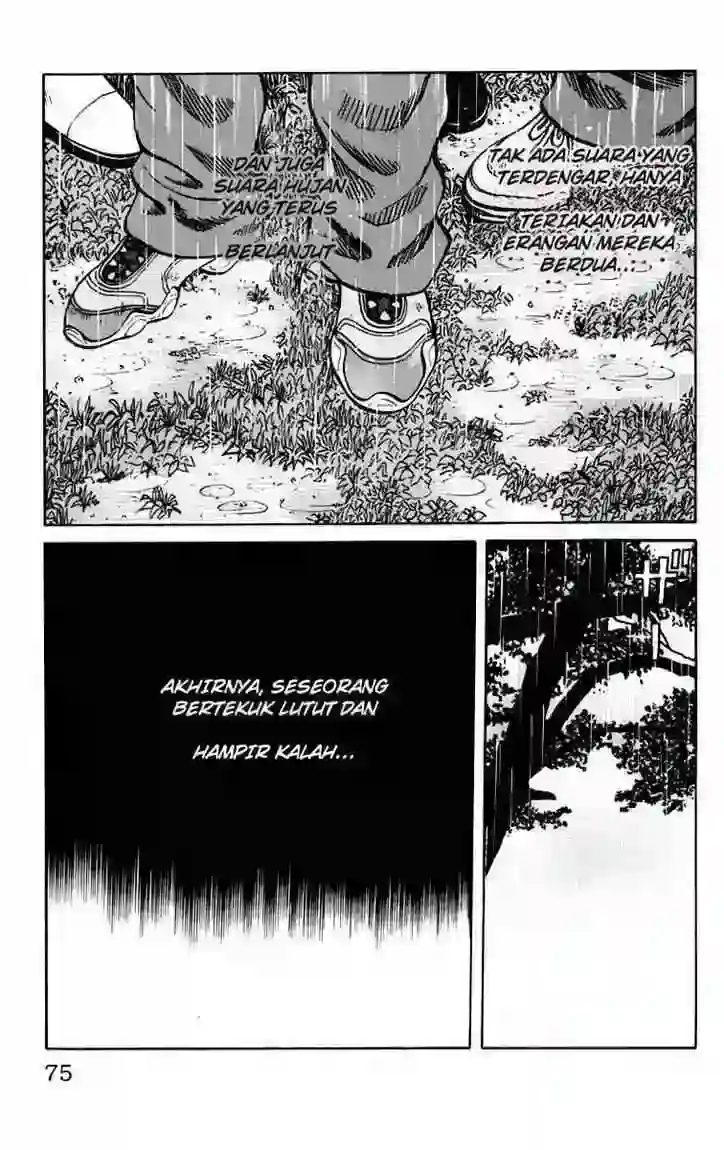 TAK ADA SUARA YANG
TERDENGAR, HANYA
TERIAKAN DAN
ERANGAN MEREKA
BERDUA...
DAN JUGA
SUARA HUJAN
YANG TERUS
BERLANJUT
AKHIRNYA, SESEORANG
BERTEKUK LUTUT DAN
HAMPIR KALAH...
75